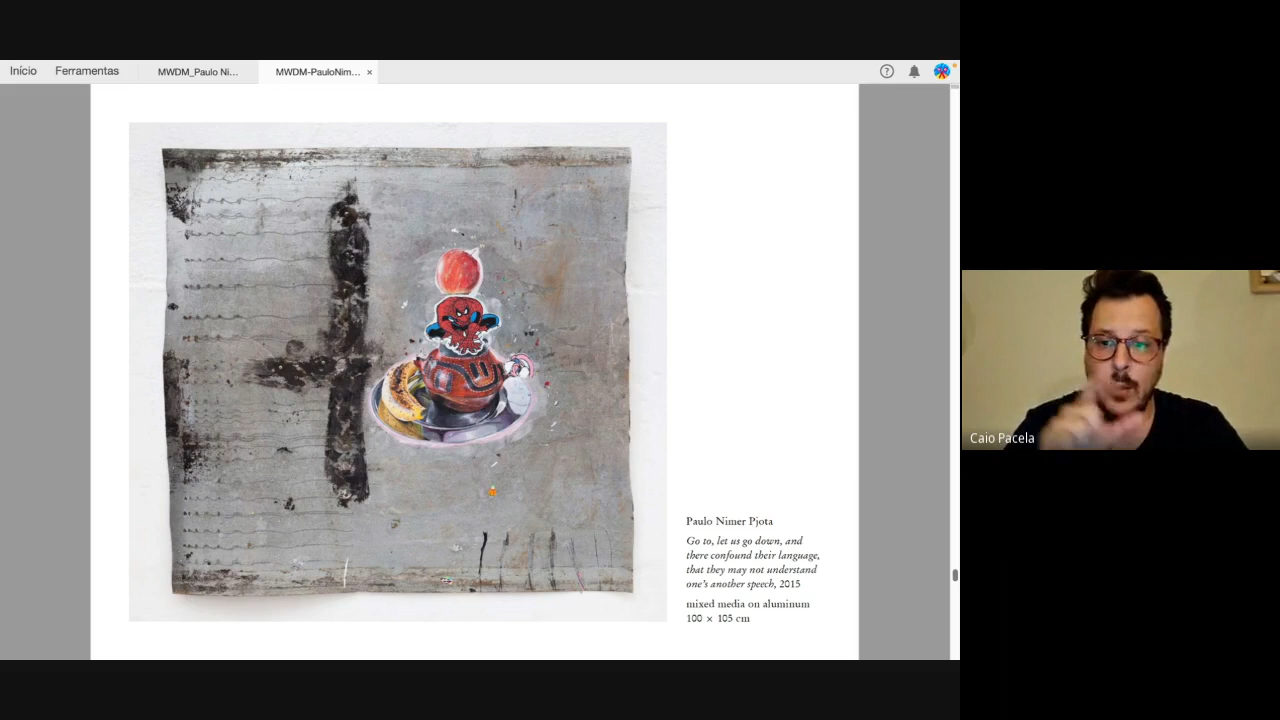 Início Ferramentas MWDM_Paulo Ni... MWDM-PauloNim... ×
Caio Pacela
Paulo Nimer Pjota
Go to, let us go down, and
there confound their language,
that they may not understand
one's another speech, 2015
mixed media on aluminum
100 × 105 cm